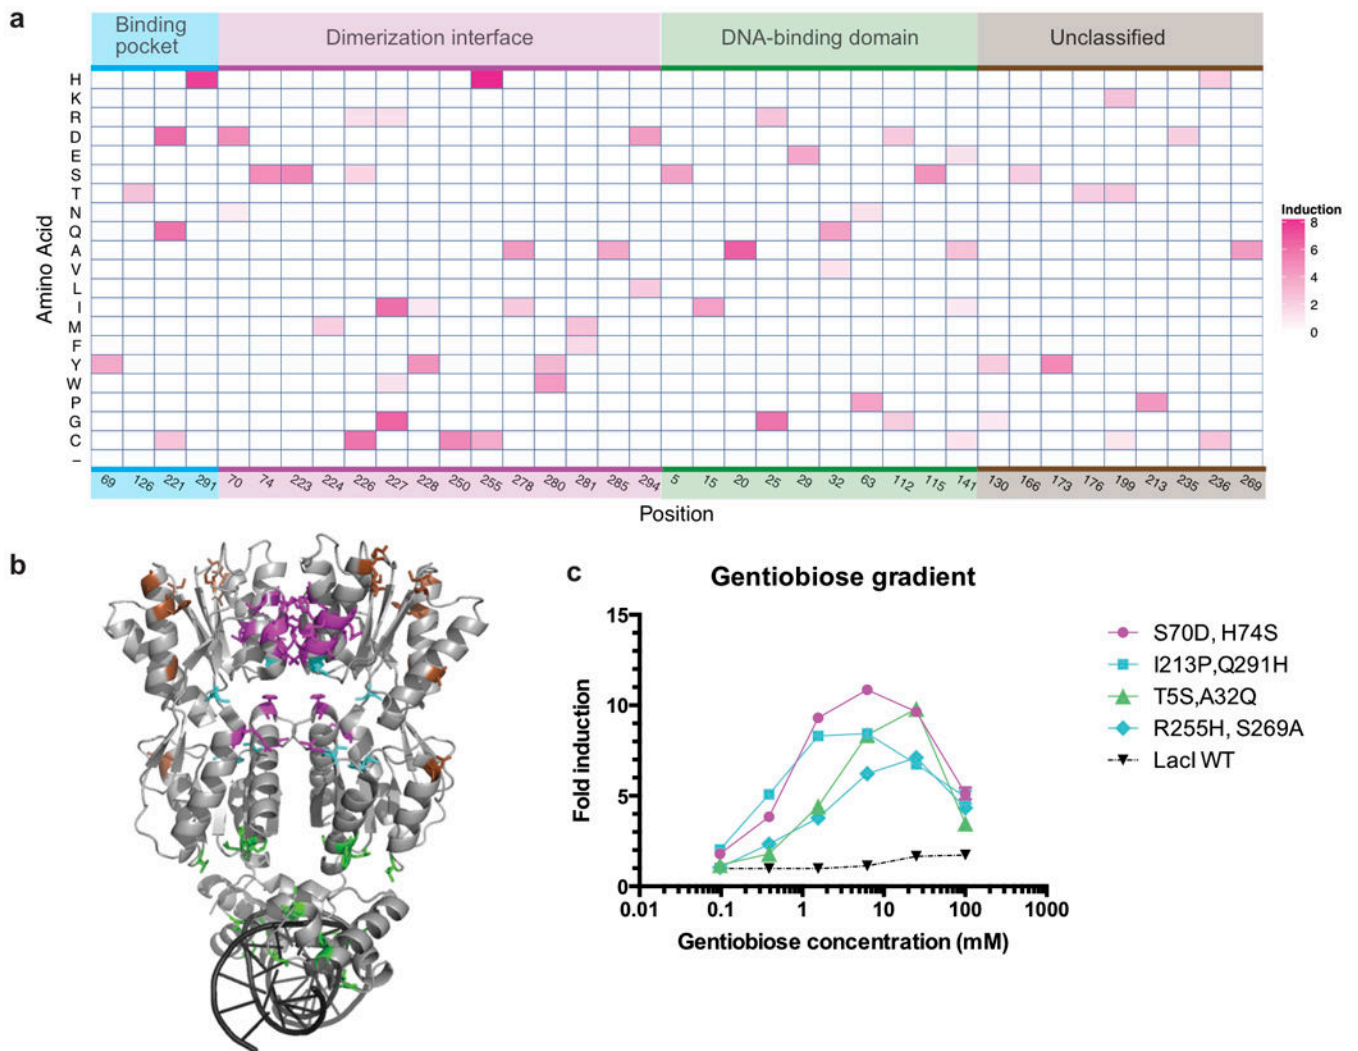 a
Binding
pocket
Dimerization interface
DNA-binding domain
Unclassified
Amino Acid
H
K
R
D
E
S
T
N
Q
A
V
L
I
M
F
Y
W
P
G
C
–
69 126 221 291 70 74 223 224 226 227 228 250 255 278 280 281 285 294 5 15 20 25 29 32 63 112 115 141 130 166 173 176 199 213 235 236 269
Position
Induction
8
6
4
2
0
b
c
Gentiobiose gradient
Fold induction
15
10
5
0
0.01 0.1 1 10 100 1000
Gentiobiose concentration (mM)
S70D, H74S
I213P,Q291H
T5S,A32Q
R255H, S269A
LacI WT